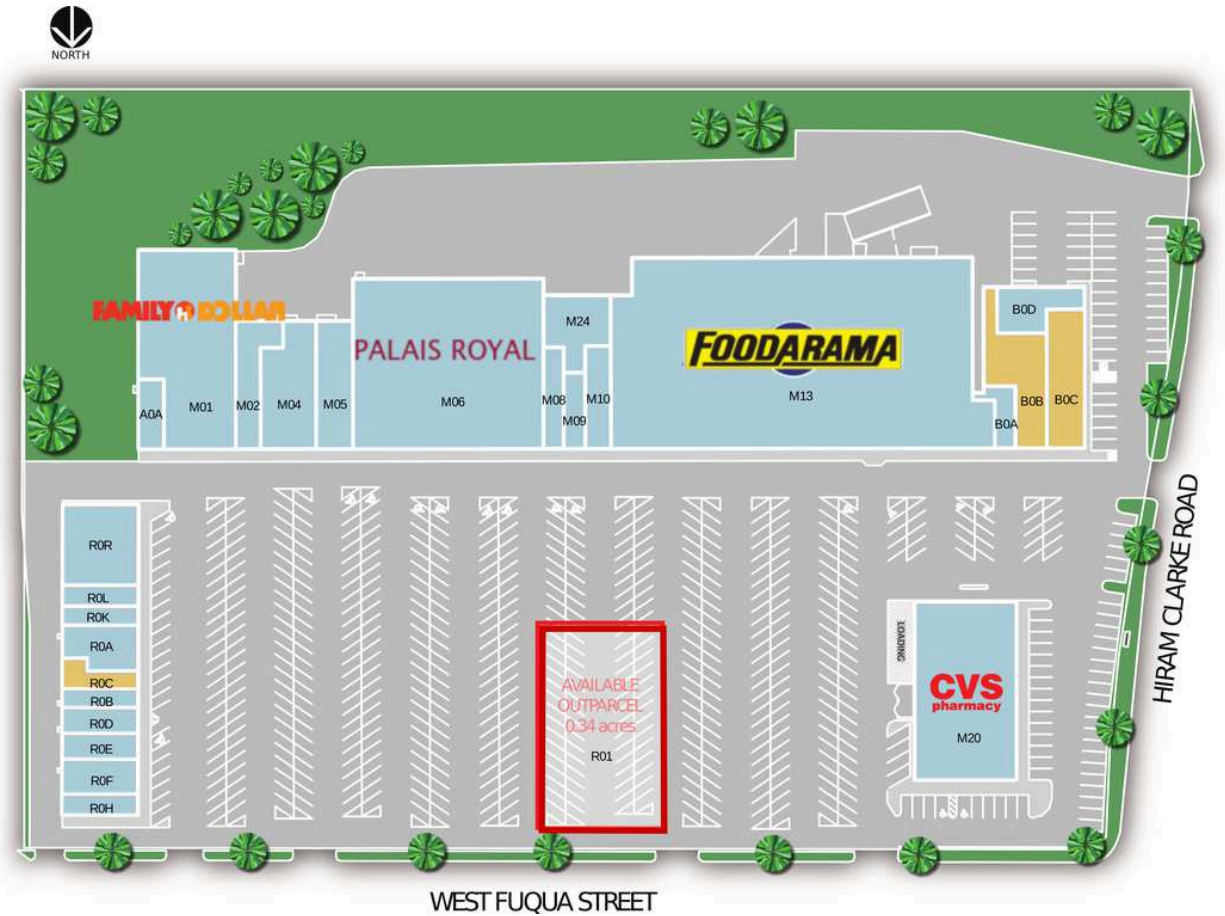 NORTH
FAMILY DOLLAR
PALAIS ROYAL
FOODARAMA
M24
B0D
A0A
M01
M02
M04
M05
M06
M08
M09
M10
M13
B0A
B0B
B0C
R0R
R0L
R0K
R0A
R0C
R0B
R0D
R0E
R0F
R0H
AVAILABLE
OUTPARCEL
0.34 acres
R01
LOADING
CVS
pharmacy
M20
HIRAM CLARKE ROAD
WEST FUQUA STREET